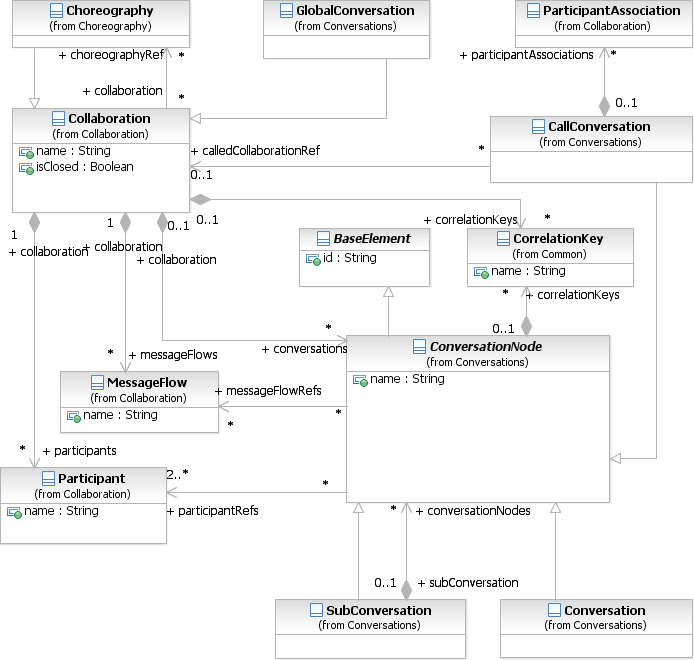 Choreography
(from Choreography)
GlobalConversation
(from Conversations)
ParticipantAssociation
(from Collaboration)
+ choreographyRef
*
+ participantAssociations
*
+ collaboration
*
0..1
Collaboration
(from Collaboration)
name : String
isClosed : Boolean
CallConversation
(from Conversations)
+ calledCollaborationRef
*
0..1
0..1
+ correlationKeys
*
1
+ collaboration
1
+ collaboration
0..1
+ collaboration
BaseElement
id : String
CorrelationKey
(from Common)
name : String
*
+ correlationKeys
0..1
*
+ conversations
ConversationNode
(from Conversations)
name : String
*
+ messageFlows
MessageFlow
(from Collaboration)
name : String
+ messageFlowRefs
*
*
*
+ participants
Participant
(from Collaboration)
name : String
2..*
+ participantRefs
*
*
+ conversationNodes
0..1
+ subConversation
SubConversation
(from Conversations)
Conversation
(from Conversations)